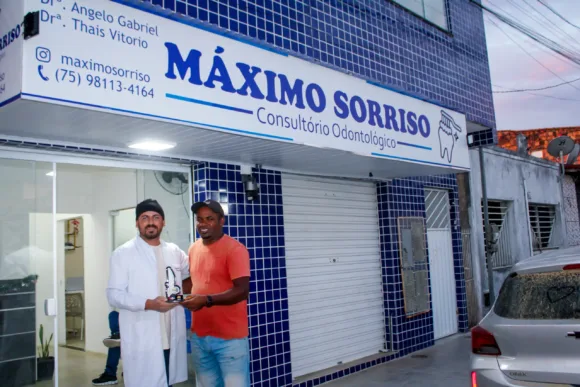 Dr. Angelo Gabriel
Drª. Thais Vitorio
maximosorriso
(75) 98113-4164
MÁXIMO SORRISO
Consultório Odontológico